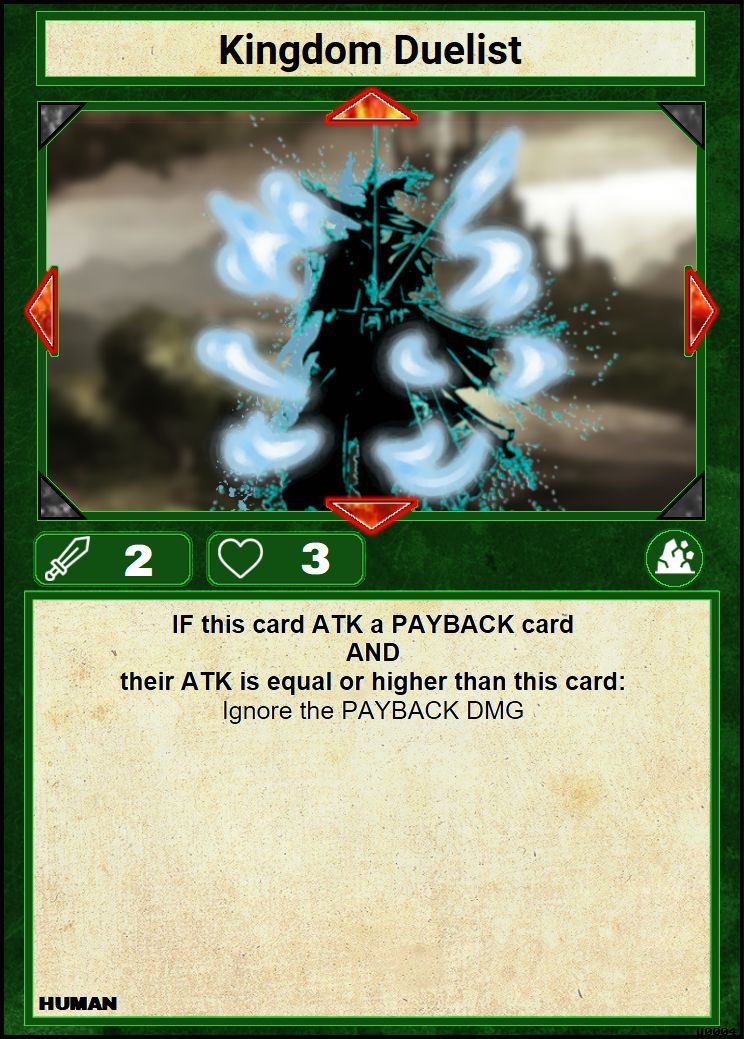 Kingdom Duelist
2
3
IF this card ATK a PAYBACK card
AND
their ATK is equal or higher than this card:
Ignore the PAYBACK DMG
HUMAN
U0004